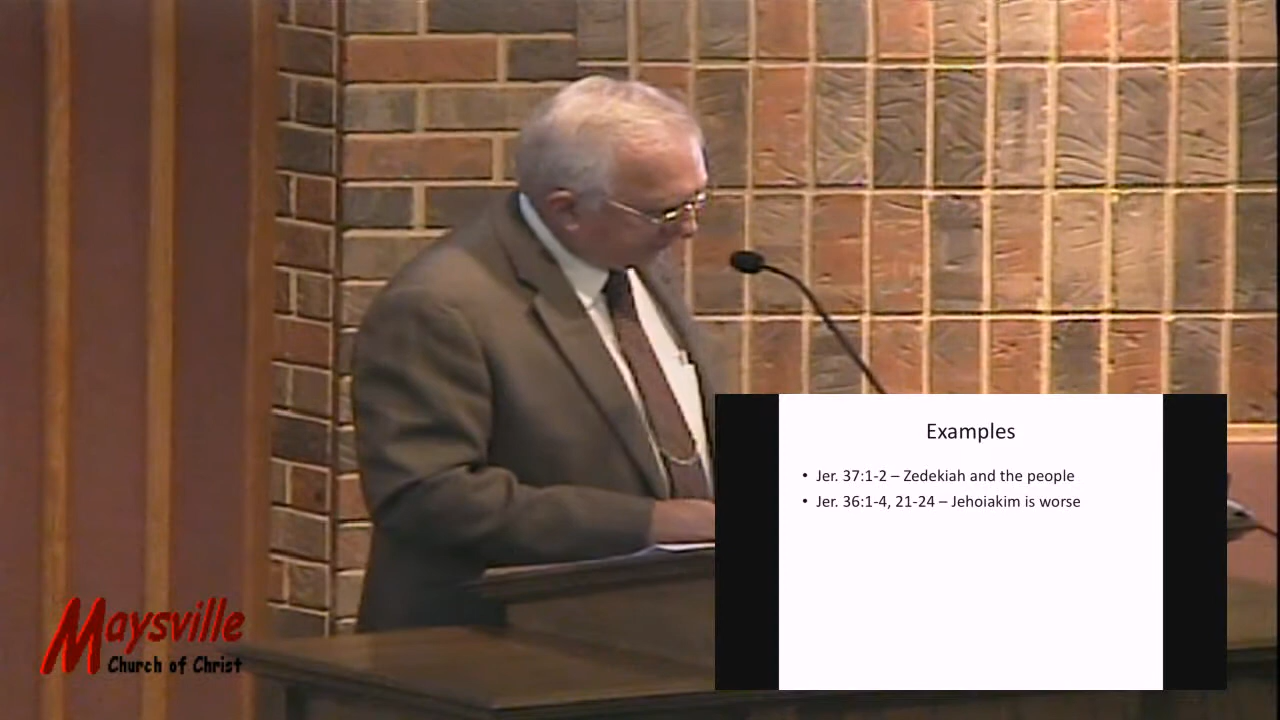 Examples
• Jer. 37:1-2 – Zedekiah and the people
• Jer. 36:1-4, 21-24 – Jehoiakim is worse
Maysville
Church of Christ